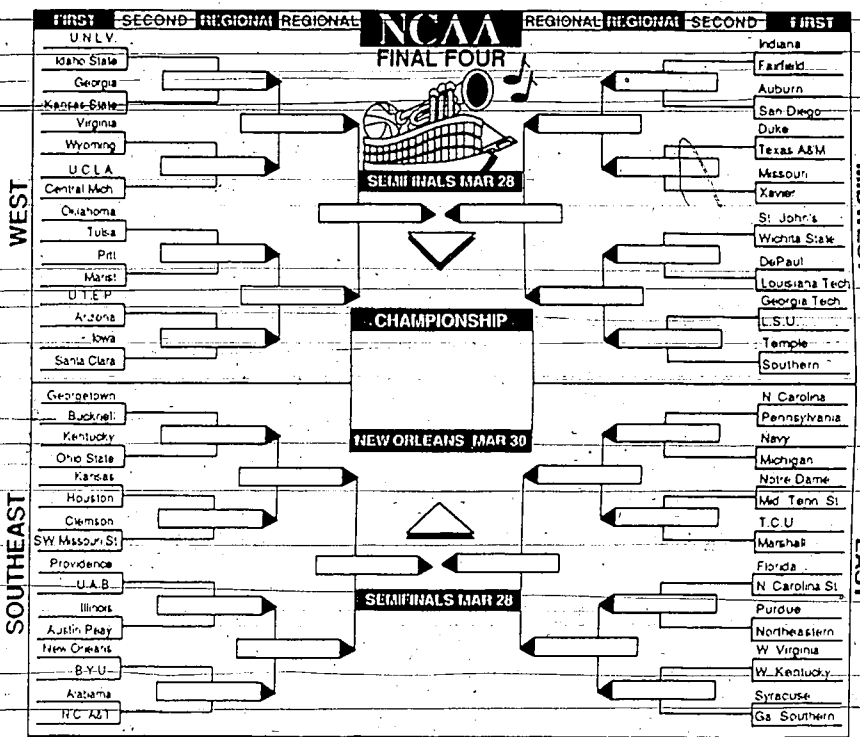 FIRST SECOND REGIONAL REGIONAL
NCAA
FINAL FOUR
REGIONAL REGIONAL SECOND FIRST
WEST
U.N.L.V.
Idaho State
Georgia
Kansas State
Virginia
Wyoming
U.C.L.A.
Central Mich.
Oklahoma
Tulsa
Pitt
Marist
U.T.E.P.
Arizona
Iowa
Santa Clara
SOUTHEAST
Georgetown
Bucknell
Kentucky
Ohio State
Kansas
Houston
Clemson
SW Missouri St
Providence
U.A.B.
Illinois
Austin Peay
New Orleans
B-Y-U
Alabama
N.C. A&T
SEMIFINALS MAR 28
CHAMPIONSHIP
NEW ORLEANS MAR 30
SEMIFINALS MAR 28
Indiana
Fairfield
Auburn
San Diego
Duke
Texas A&M
Missouri
Xavier
St. John's
Wichita State
DePaul
Louisiana Tech
Georgia Tech
L.S.U.
Temple
Southern
N Carolina
Pennsylvania
Navy
Michigan
Notre Dame
Mid. Tenn St
T.C.U
Marshall
Florida
N Carolina St
Purdue
Northeastern
W Virginia
W. Kentucky
Syracuse
Ga Southern